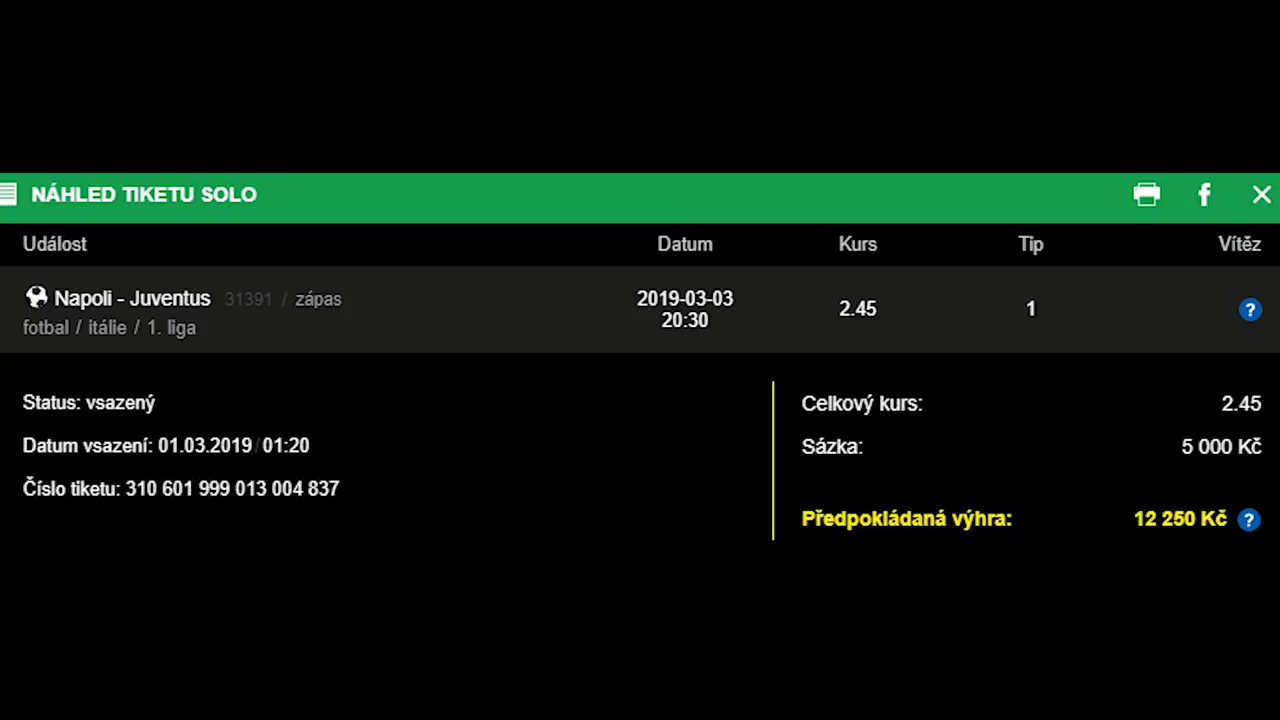 NÁHLED TIKETU SOLO
Událost Datum Kurs Tip Vítěz
Napoli - Juventus 31391 / zápas 2019-03-03 20:30 2.45 1 ?
fotbal / itálie / 1. liga
Status: vsazený
Datum vsazení: 01.03.2019 / 01:20
Číslo tiketu: 310 601 999 013 004 837
Celkový kurs: 2.45
Sázka: 5 000 Kč
Předpokládaná výhra: 12 250 Kč ?